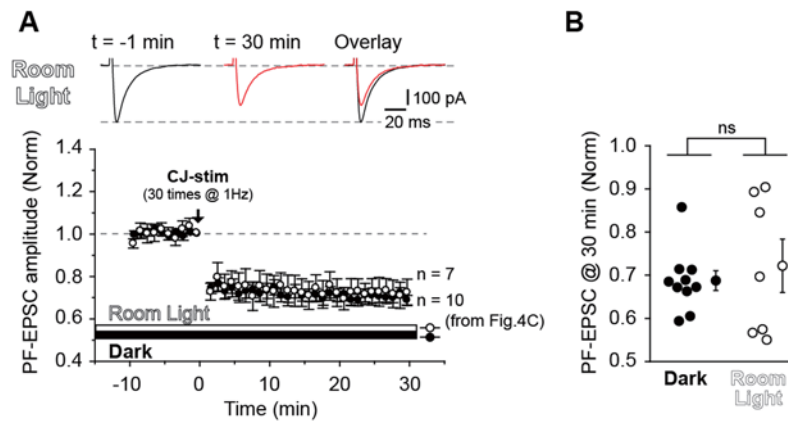 A
t = -1 min
t = 30 min
Overlay
Room
Light
100 pA
20 ms
PF-EPSC amplitude (Norm)
1.4
1.2
1.0
0.8
0.6
0.4
CJ-stim
(30 times @ 1Hz)
n = 7
n = 10
(from Fig.4C)
Room Light
Dark
-10
0
10
20
30
Time (min)
B
ns
PF-EPSC @ 30 min (Norm)
1.0
0.9
0.8
0.7
0.6
0.5
Dark
Room
Light